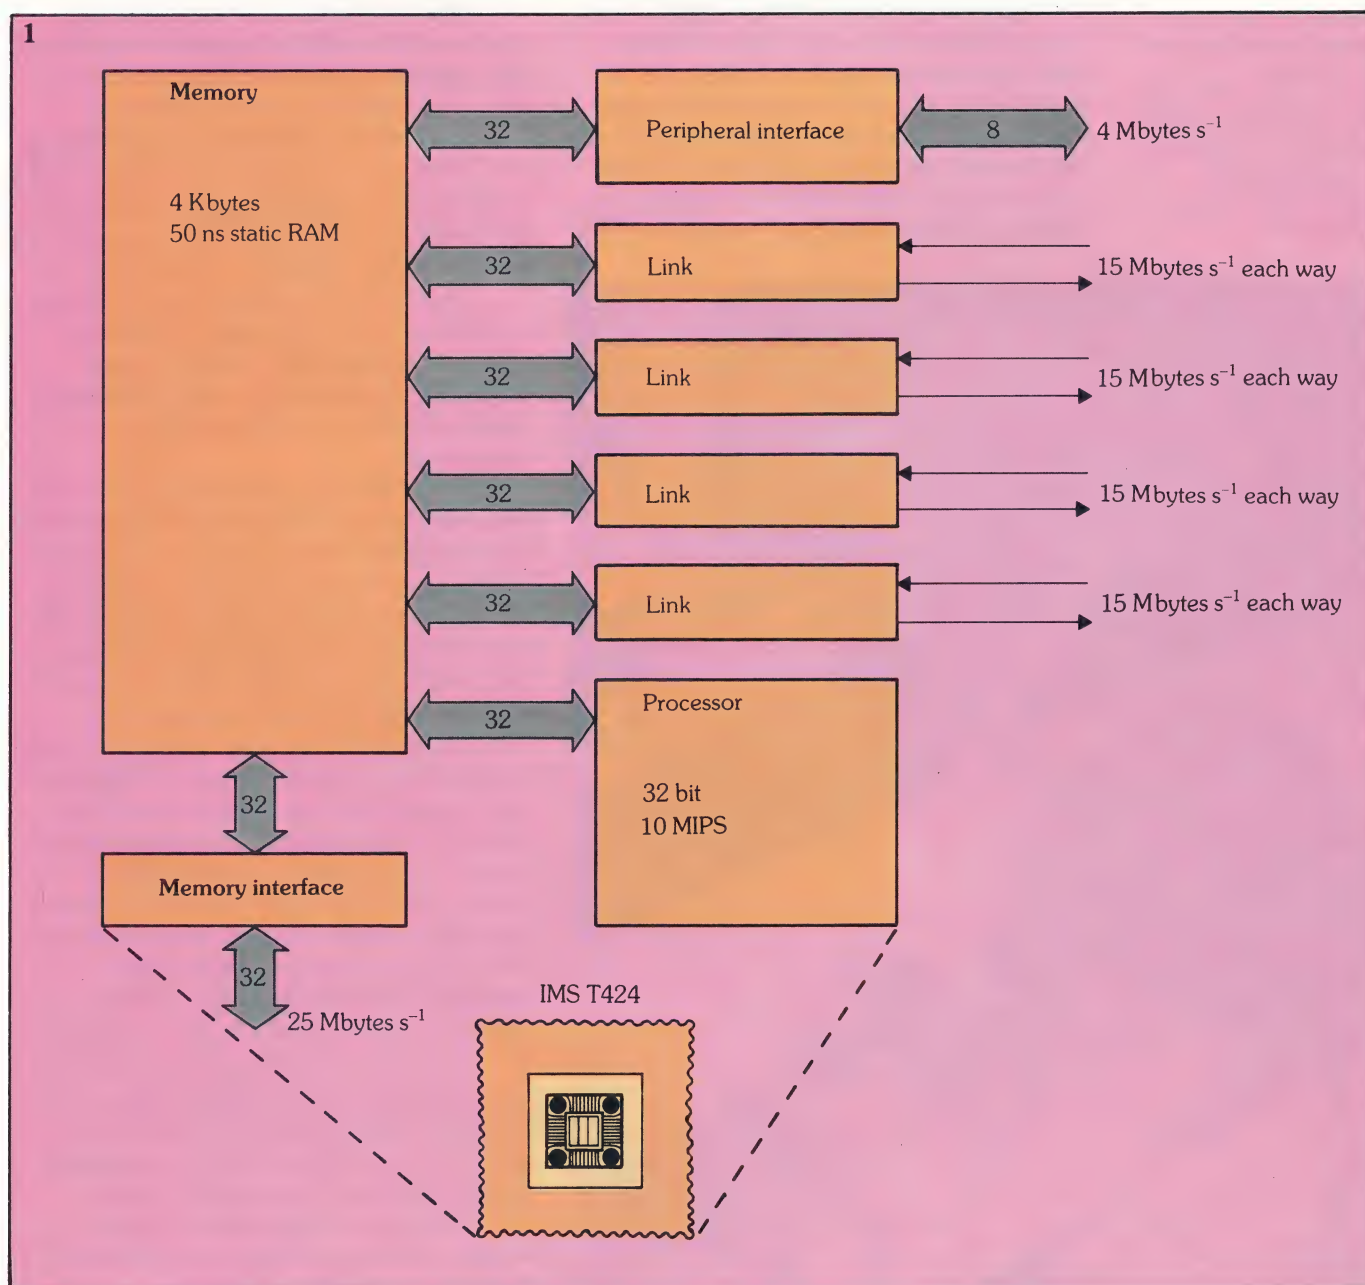 1
Memory
4 Kbytes
50 ns static RAM
32
Peripheral interface
8
4 Mbytes s⁻¹
32
Link
15 Mbytes s⁻¹ each way
32
Link
15 Mbytes s⁻¹ each way
32
Link
15 Mbytes s⁻¹ each way
32
Link
15 Mbytes s⁻¹ each way
32
Processor
32 bit
10 MIPS
32
Memory interface
32
25 Mbytes s⁻¹
IMS T424